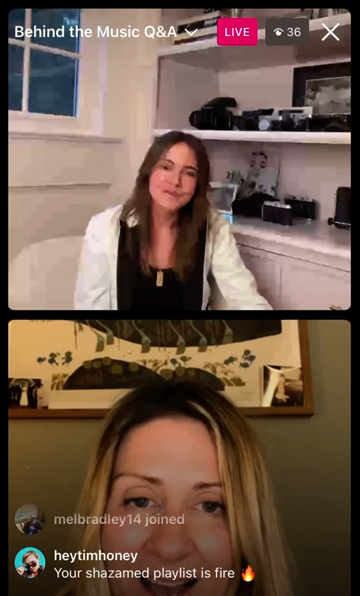 Behind the Music Q&A
LIVE
36
melbradley14 joined
heytimhoney
Your shazamed playlist is fire 🔥